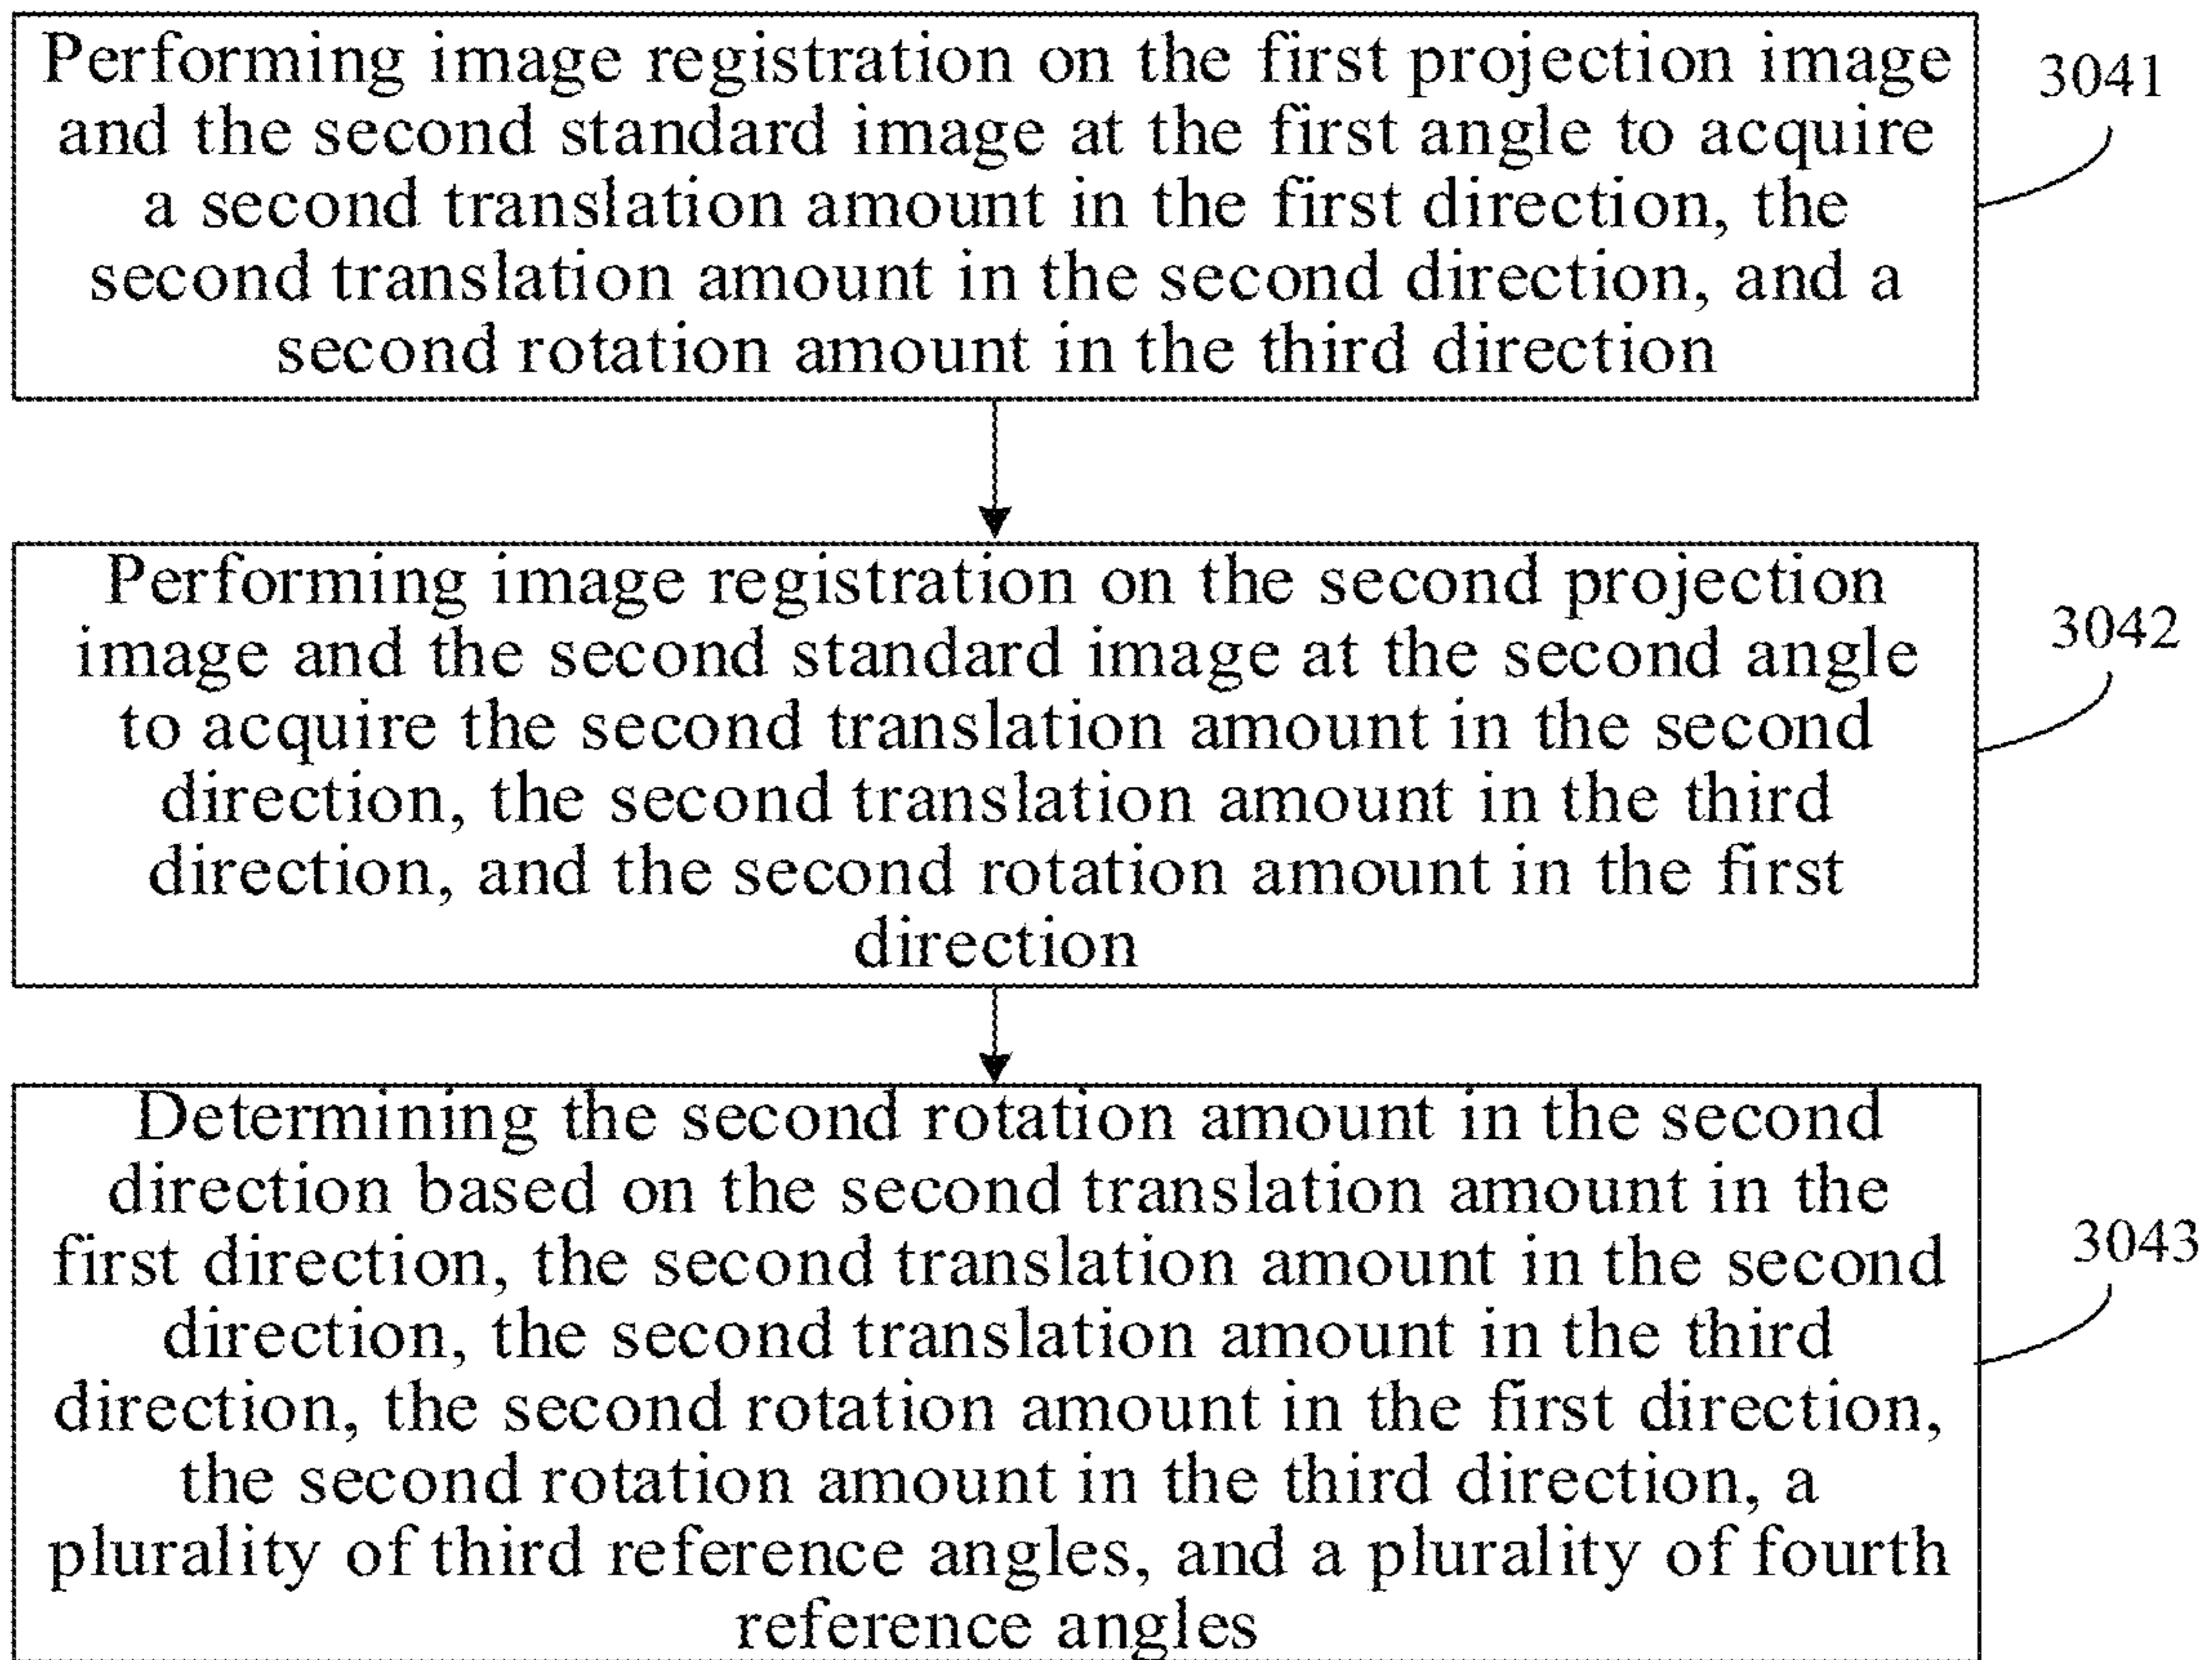 Performing image registration on the first projection image
and the second standard image at the first angle to acquire
a second translation amount in the first direction, the
second translation amount in the second direction, and a
second rotation amount in the third direction
3041
Performing image registration on the second projection
image and the second standard image at the second angle
to acquire the second translation amount in the second
direction, the second translation amount in the third
direction, and the second rotation amount in the first
direction
3042
Determining the second rotation amount in the second
direction based on the second translation amount in the
first direction, the second translation amount in the second
direction, the second translation amount in the third
direction, the second rotation amount in the first direction,
the second rotation amount in the third direction, a
plurality of third reference angles, and a plurality of fourth
reference angles
3043